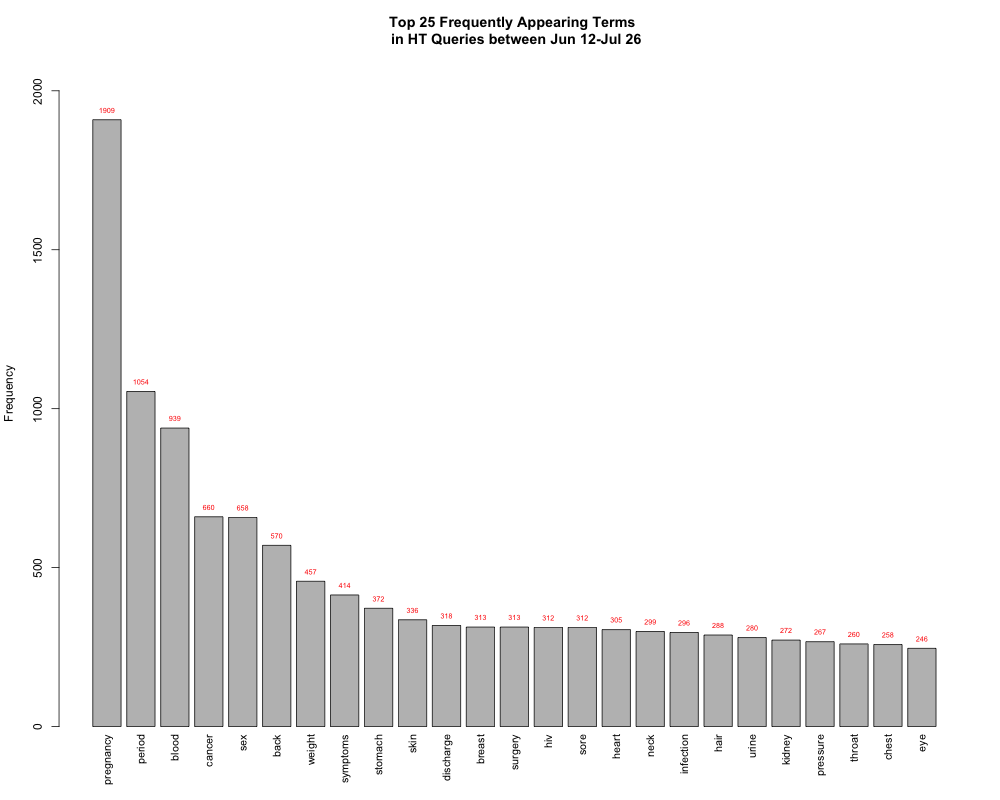 Top 25 Frequently Appearing Terms
in HT Queries between Jun 12-Jul 26
Frequency
2000
1500
1000
500
0
1909
1054
939
660
658
570
457
414
372
336
318
313
313
312
312
305
299
296
288
280
272
267
260
258
246
pregnancy
period
blood
cancer
sex
back
weight
symptoms
stomach
skin
discharge
breast
surgery
hiv
sore
heart
neck
infection
hair
urine
kidney
pressure
throat
chest
eye